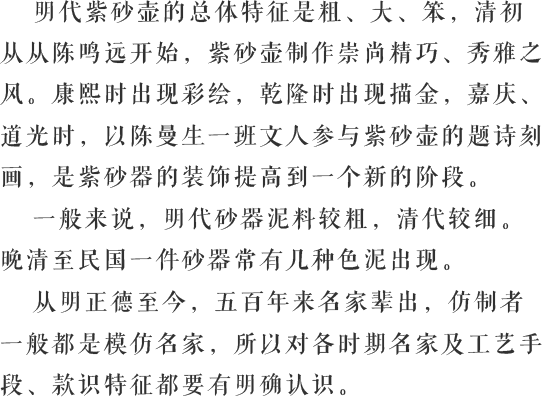 明代紫砂壶的总体特征是粗、大、笨，清初
从从陈鸣远开始，紫砂壶制作崇尚精巧、秀雅之
风。康熙时出现彩绘，乾隆时出现描金，嘉庆、
道光时，以陈曼生一班文人参与紫砂壶的题诗刻
画，是紫砂器的装饰提高到一个新的阶段。
一般来说，明代砂器泥料较粗，清代较细。
晚清至民国一件砂器常有几种色泥出现。
从明正德至今，五百年来名家辈出，仿制者
一般都是模仿名家，所以对各时期名家及工艺手
段、款识特征都要有明确认识。